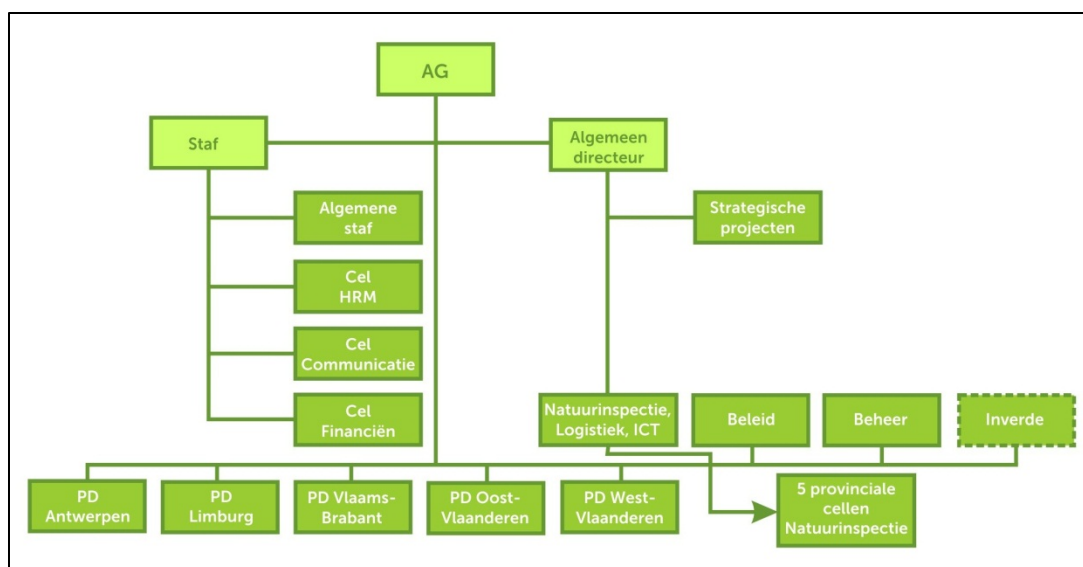 AG
Staf
Algemeen
directeur
Algemene
staf
Strategische
projecten
Cel
HRM
Cel
Communicatie
Cel
Financiën
Natuurinspectie,
Logistiek, ICT
Beleid
Beheer
Inverde
PD
Antwerpen
PD
Limburg
PD Vlaams-
Brabant
PD Oost-
Vlaanderen
PD West-
Vlaanderen
5 provinciale
cellen
Natuurinspectie